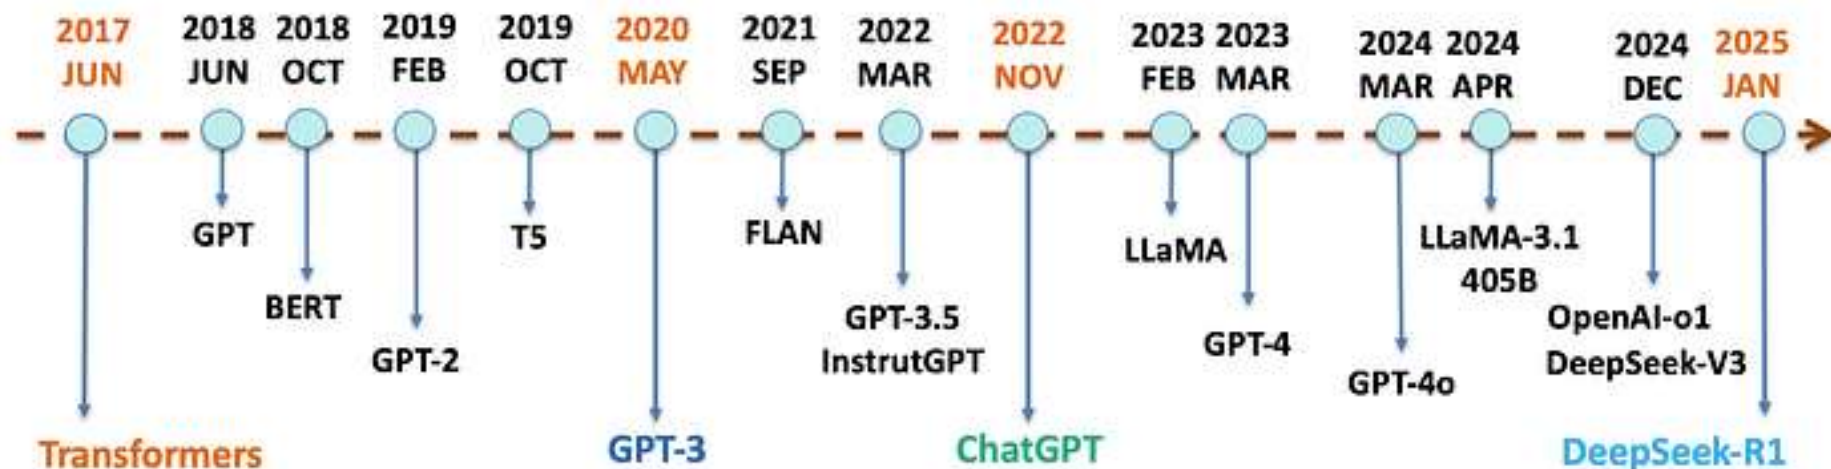 2017 JUN
2018 JUN
2018 OCT
2019 FEB
2019 OCT
2020 MAY
2021 SEP
2022 MAR
2022 NOV
2023 FEB
2023 MAR
2024 MAR
2024 APR
2024 DEC
2025 JAN
GPT
BERT
GPT-2
T5
FLAN
GPT-3.5
InstrutGPT
LLaMA
GPT-4
GPT-4o
LLaMA-3.1
405B
OpenAI-o1
DeepSeek-V3
Transformers
GPT-3
ChatGPT
DeepSeek-R1